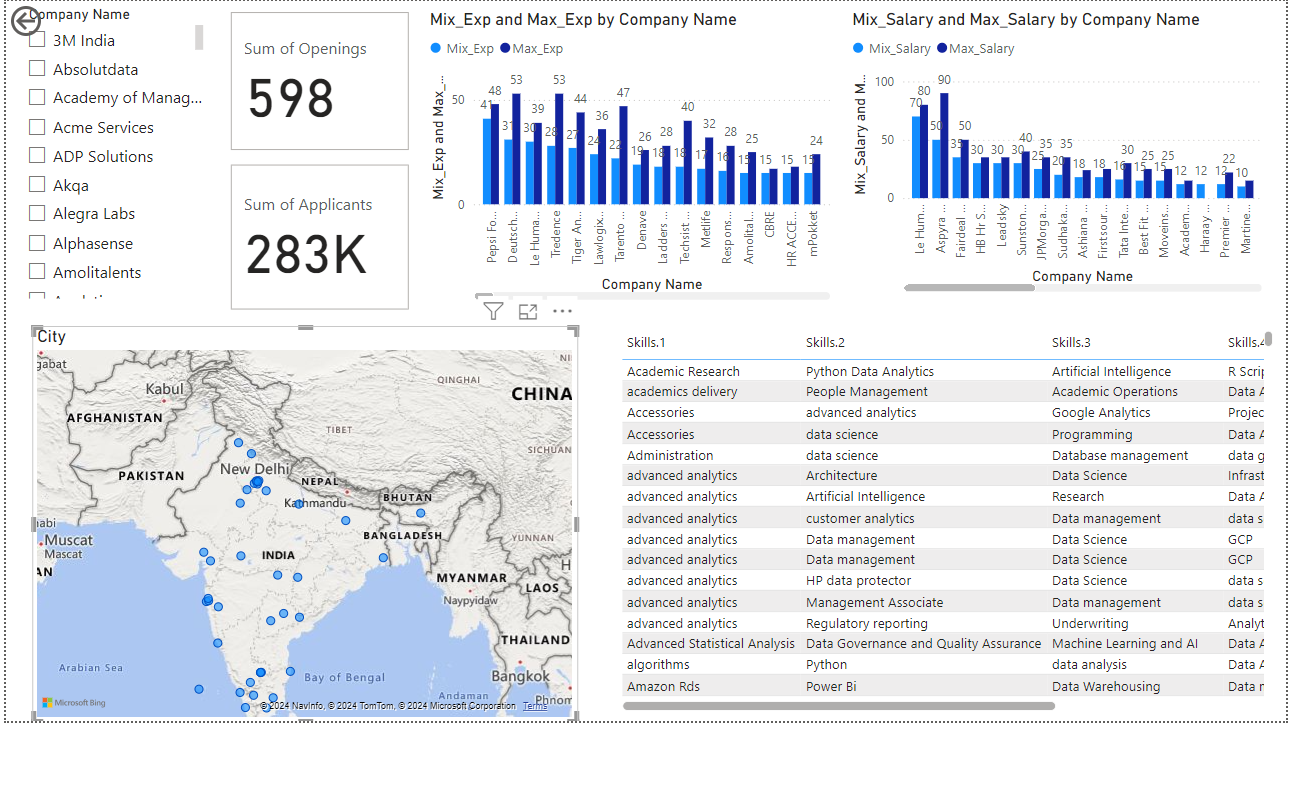 Company Name
3M India
Absolutdata
Academy of Manag...
Acme Services
ADP Solutions
Akqa
Alegra Labs
Alphasense
Amolitalents
Sum of Openings
598
Sum of Applicants
283K
Mix_Exp and Max_Exp by Company Name
Mix_Exp Max_Exp
Mix_Exp and Max_...
50
0
41 48 31 53 30 39 28 53 27 44 24 36 22 47 19 26 18 28 18 40 17 32 16 28 15 25 15 15 15 24
Pepsi Fo...
Deutsch...
Le Huma...
Tredence
Tiger An...
Lawlogix...
Tarento ...
Denave
Ladders ...
Techsist ...
Metlife
Respons...
Amolital...
CBRE
HR ACCE...
mPokket
Company Name
Mix_Salary and Max_Salary by Company Name
Mix_Salary Max_Salary
Mix_Salary and M...
100
50
0
70 80 50 90 35 50 30 30 30 40 25 35 20 35 18 18 16 30 15 25 15 25 12 12 12 22 10
Le Hum...
Aspyra ...
Fairdeal ...
HB Hr S...
Leadsky
Sunston...
JPMorga...
Sudhaka...
Ashiana ...
Firstsour...
Tata Inte...
Best Fit ...
Moveins...
Academ...
Haraay ...
Premier ...
Martine...
Company Name
City
gabat
Kabul
AFGHANISTAN
PAKISTAN
New Delhi
NEPAL
Kathmandu
BHUTAN
BANGLADESH
INDIA
QINGHAI
CHINA
TIBET
SICHUAN
YUNNAN
MYANMAR
Naypyidaw
LAOS
THAILAND
Bangkok
Phnom
Muscat
Muscat
Arabian Sea
Bay of Bengal
Andaman
Microsoft Bing
© 2024 NavInfo, © 2024 TomTom, © 2024 Microsoft Corporation Terms
Skills.1 Skills.2 Skills.3 Skills.4
Academic Research Python Data Analytics Artificial Intelligence R Scrip
academics delivery People Management Academic Operations Data A
Accessories advanced analytics Google Analytics Projec
Accessories data science Programming Data A
Administration data science Database management data g
advanced analytics Architecture Data Science Infrast
advanced analytics Artificial Intelligence Research Data A
advanced analytics customer analytics Data management data s
advanced analytics Data management Data Science GCP
advanced analytics Data management Data Science GCP
advanced analytics HP data protector Data Science data s
advanced analytics Management Associate Data management data s
advanced analytics Regulatory reporting Underwriting Analyt
Advanced Statistical Analysis Data Governance and Quality Assurance Machine Learning and AI Data A
algorithms Python data analysis Data A
Amazon Rds Power Bi Data Warehousing Data